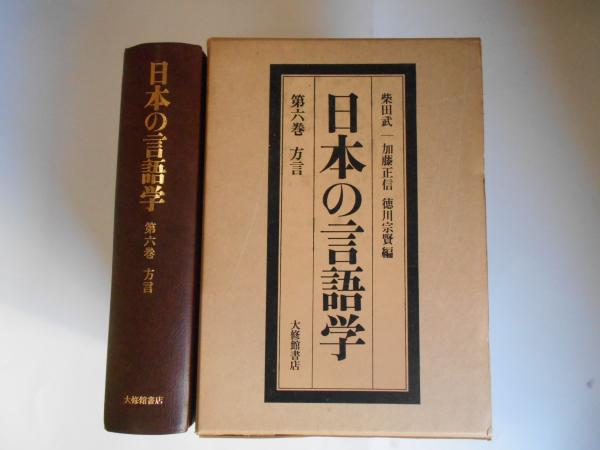 日本の言語学
第六巻 方言
大修館書店
柴田武 加藤正信 徳川宗賢 編
日本の言語学
第六巻 方言
大修館書店